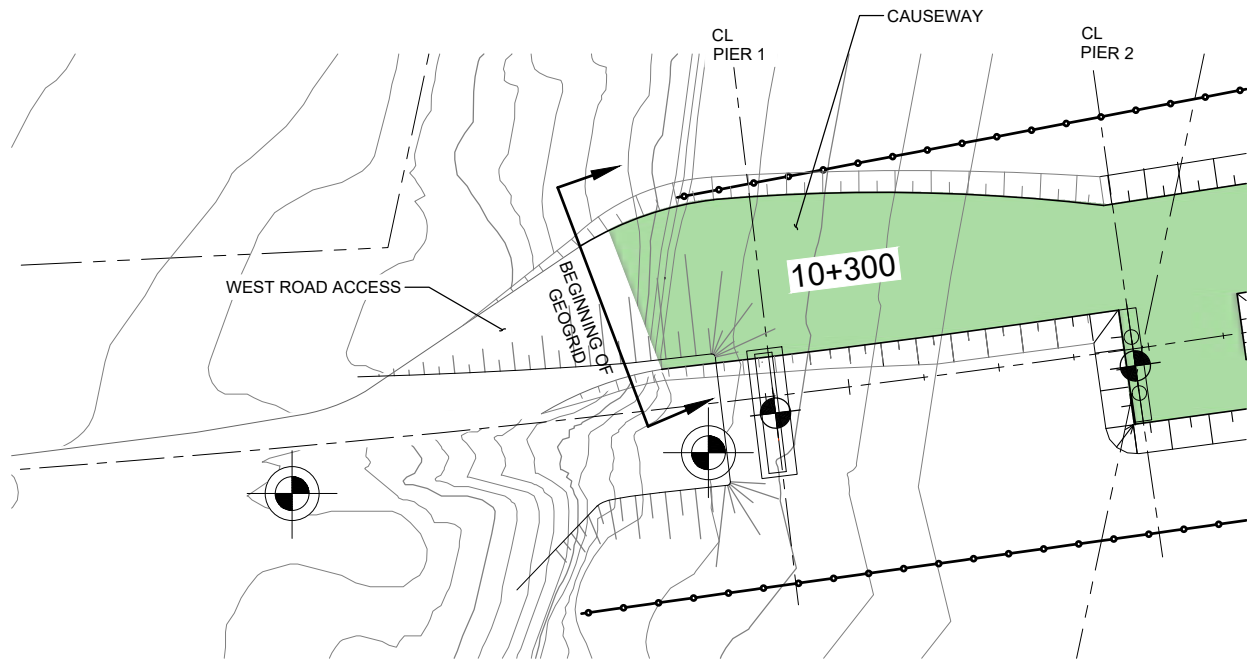 CAUSEWAY
CL
PIER 1
CL
PIER 2
10+300
BEGINNING OF
GEOGRID
WEST ROAD ACCESS